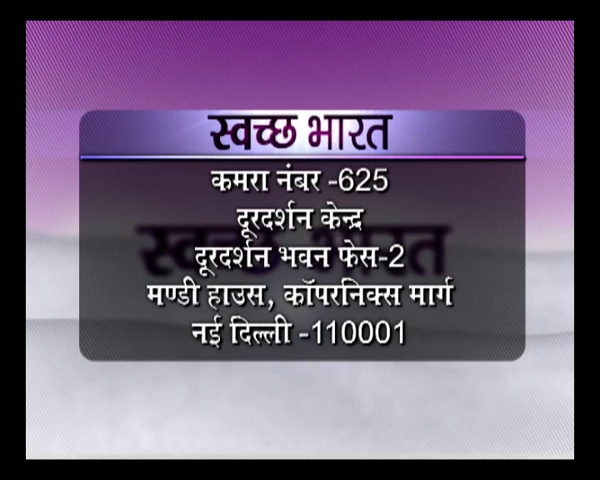 स्वच्छ भारत
कमरा नंबर -625
दूरदर्शन केन्द्र
दूरदर्शन भवन फेस-2
मण्डी हाउस, कॉपरनिक्स मार्ग
नई दिल्ली -110001